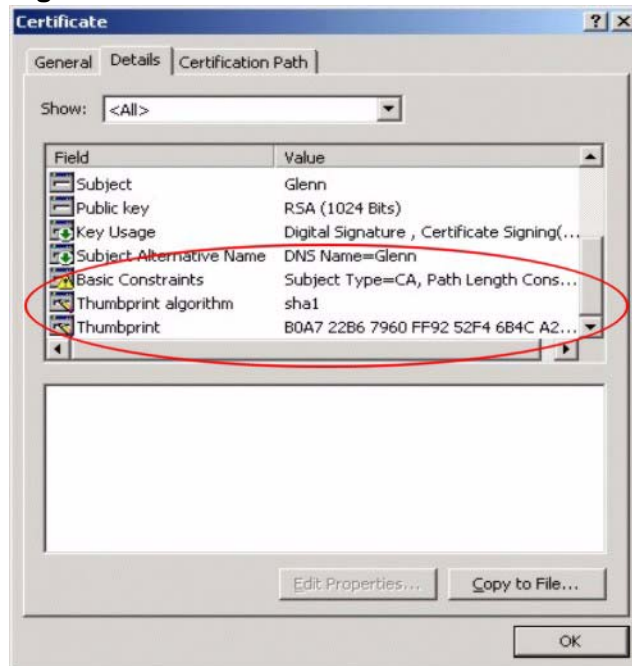 Certificate
General Details Certification Path
Show: <All>
Field Value
Subject Glenn
Public key RSA (1024 Bits)
Key Usage Digital Signature , Certificate Signing(...
Subject Alternative Name DNS Name=Glenn
Basic Constraints Subject Type=CA, Path Length Cons...
Thumbprint algorithm sha1
Thumbprint B0A7 22B6 7960 FF92 52F4 6B4C A2...
Edit Properties... Copy to File...
OK